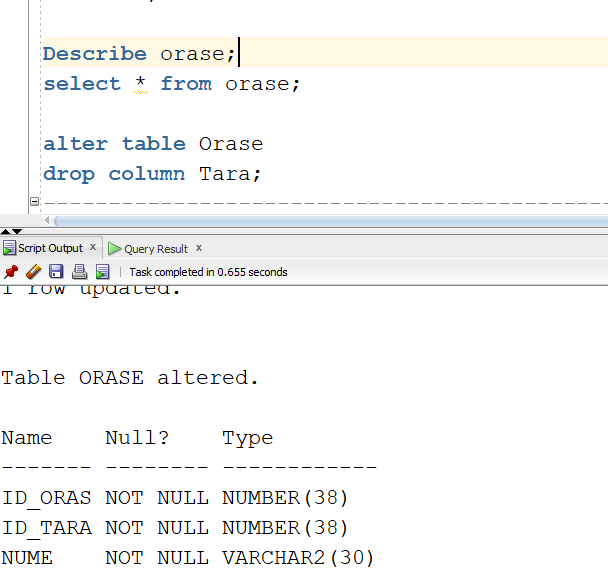 Describe orase;
select * from orase;
alter table Orase
drop column Tara;
Script Output x Query Result x
Task completed in 0.655 seconds
1 row updated.
Table ORASE altered.
Name Null? Type
------- -------- ------------
ID_ORAS NOT NULL NUMBER(38)
ID_TARA NOT NULL NUMBER(38)
NUME NOT NULL VARCHAR2(30)